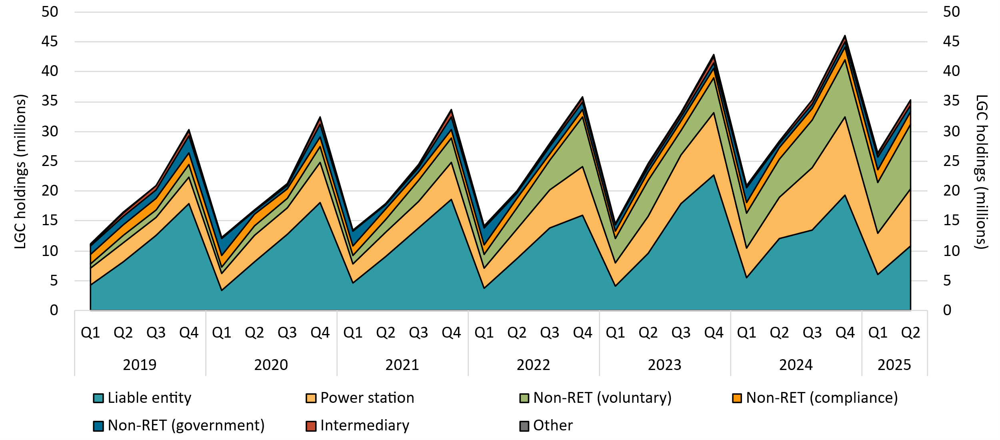 50 50
45 45
40 40
35 35
30 30
25 25
20 20
15 15
10 10
5 5
0 0
LGC holdings (millions)
LGC holdings (millions)
Q1 Q2 Q3 Q4 Q1 Q2 Q3 Q4 Q1 Q2 Q3 Q4 Q1 Q2 Q3 Q4 Q1 Q2 Q3 Q4 Q1 Q2 Q3 Q4 Q1 Q2
2019 2020 2021 2022 2023 2024 2025
Liable entity Power station Non-RET (voluntary) Non-RET (compliance)
Non-RET (government) Intermediary Other